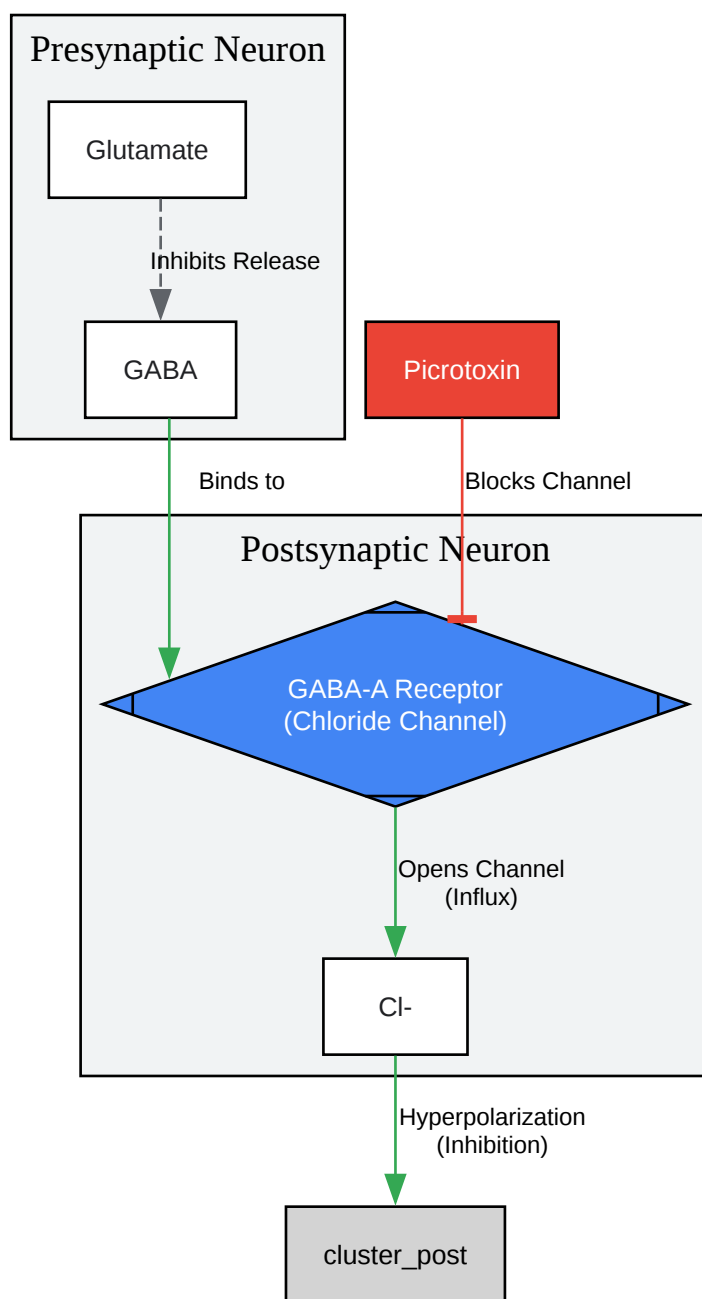 Presynaptic Neuron
Glutamate
Inhibits Release
GABA
Picrotoxin
Binds to
Blocks Channel
Postsynaptic Neuron
GABA-A Receptor
(Chloride Channel)
Opens Channel
(Influx)
Cl-
Hyperpolarization
(Inhibition)
cluster_post